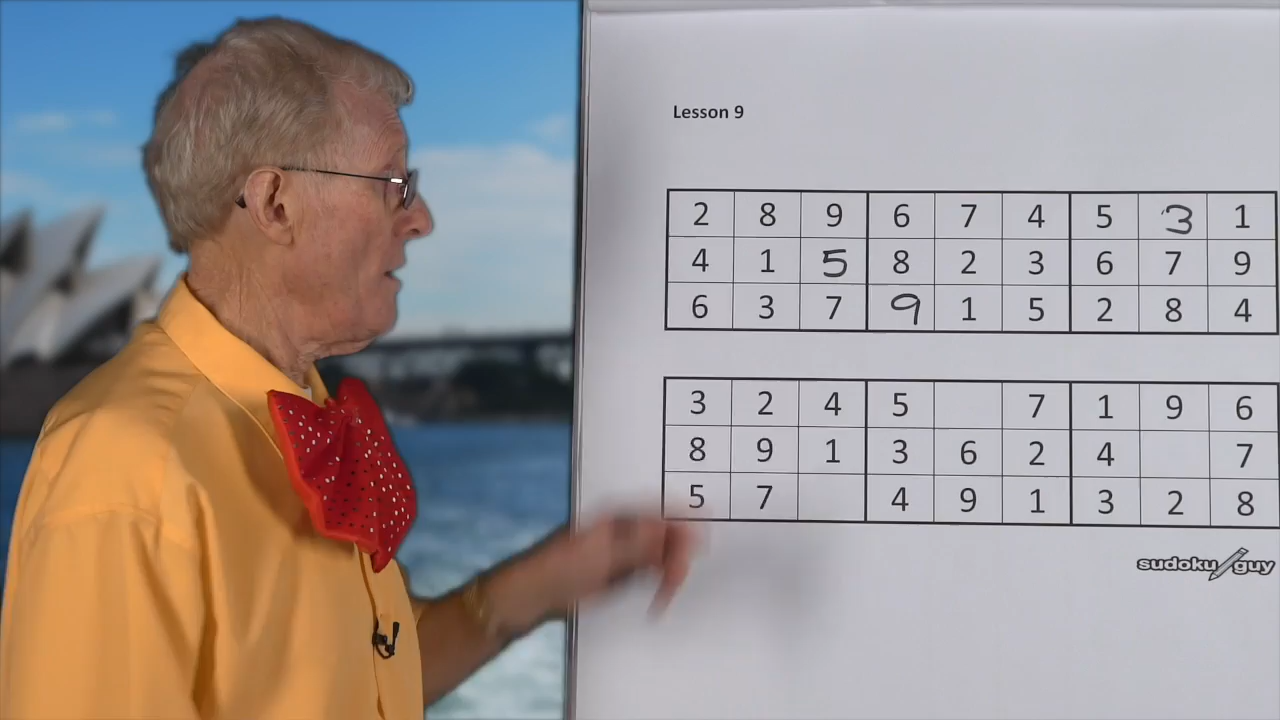 Lesson 9
2 8 9 6 7 4 5 3 1
4 1 5 8 2 3 6 7 9
6 3 7 9 1 5 2 8 4
3 2 4 5 7 1 9 6
8 9 1 3 6 2 4 7
5 7 4 9 1 3 2 8
sudoku guy